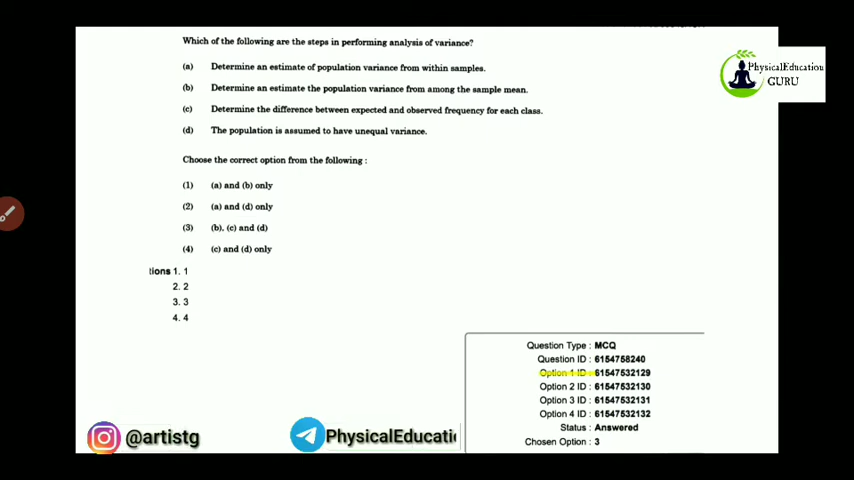 Which of the following are the steps in performing analysis of variance?
PhysicalEducation
GURU
(a) Determine an estimate of population variance from within samples.
(b) Determine an estimate the population variance from among the sample mean.
(c) Determine the difference between expected and observed frequency for each class.
(d) The population is assumed to have unequal variance.
Choose the correct option from the following :
(1) (a) and (b) only
(2) (a) and (d) only
(3) (b), (c) and (d)
(4) (c) and (d) only
tions 1. 1
2. 2
3. 3
4. 4
Question Type : MCQ
Question ID : 6154758240
Option 1 ID : 61547532129
Option 2 ID : 61547532130
Option 3 ID : 61547532131
Option 4 ID : 61547532132
Status : Answered
Chosen Option : 3
@artistg
PhysicalEducati